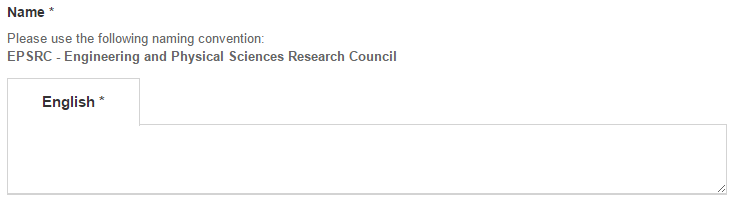 Name *
Please use the following naming convention:
EPSRC - Engineering and Physical Sciences Research Council
English *